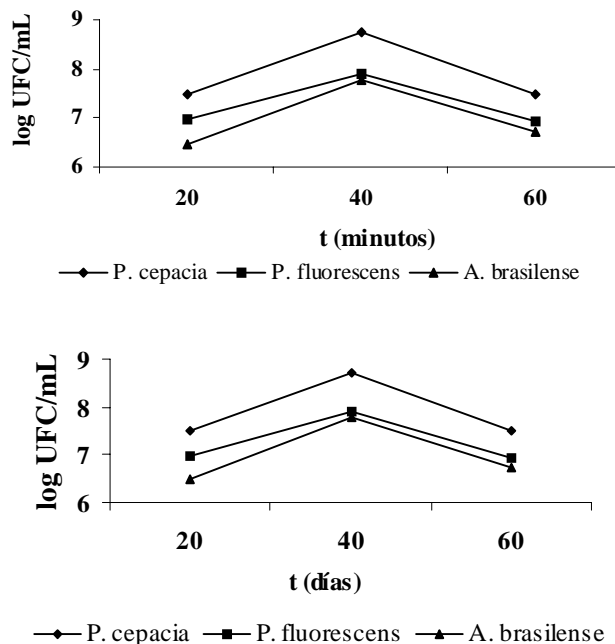 log UFC/mL
9
8
7
6
20 40 60
t (minutos)
P. cepacia P. fluorescens A. brasilense
log UFC/mL
9
8
7
6
20 40 60
t (días)
P. cepacia P. fluorescens A. brasilense